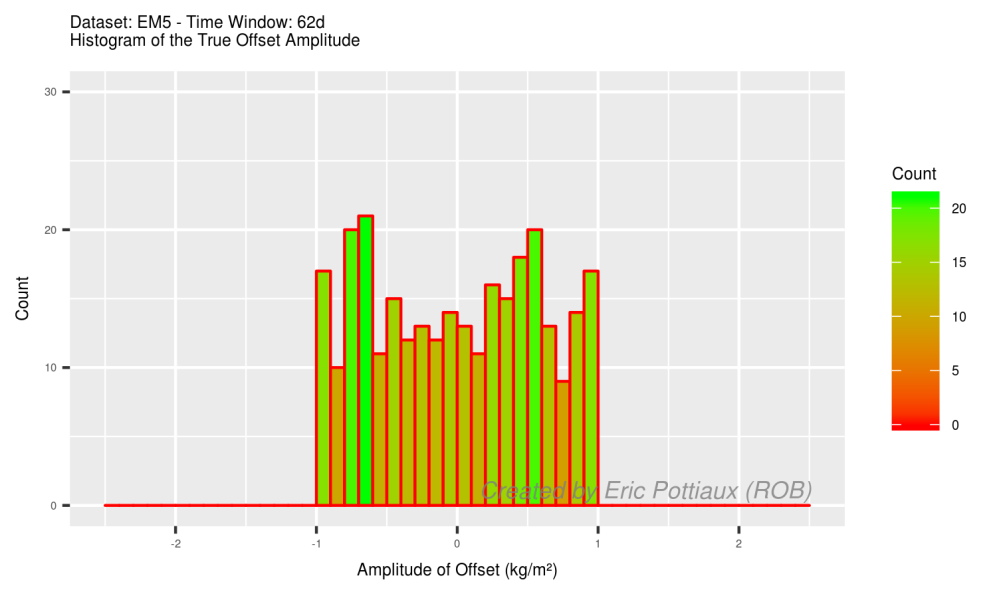 Dataset: EM5 - Time Window: 62d
Histogram of the True Offset Amplitude
30
20
10
0
Count
-2
-1
0
1
2
Amplitude of Offset (kg/m²)
Created by Eric Pottiaux (ROB)
Count
20
15
10
5
0